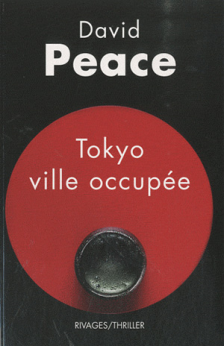 David
Peace
Tokyo
ville occupée
RIVAGES/THRILLER